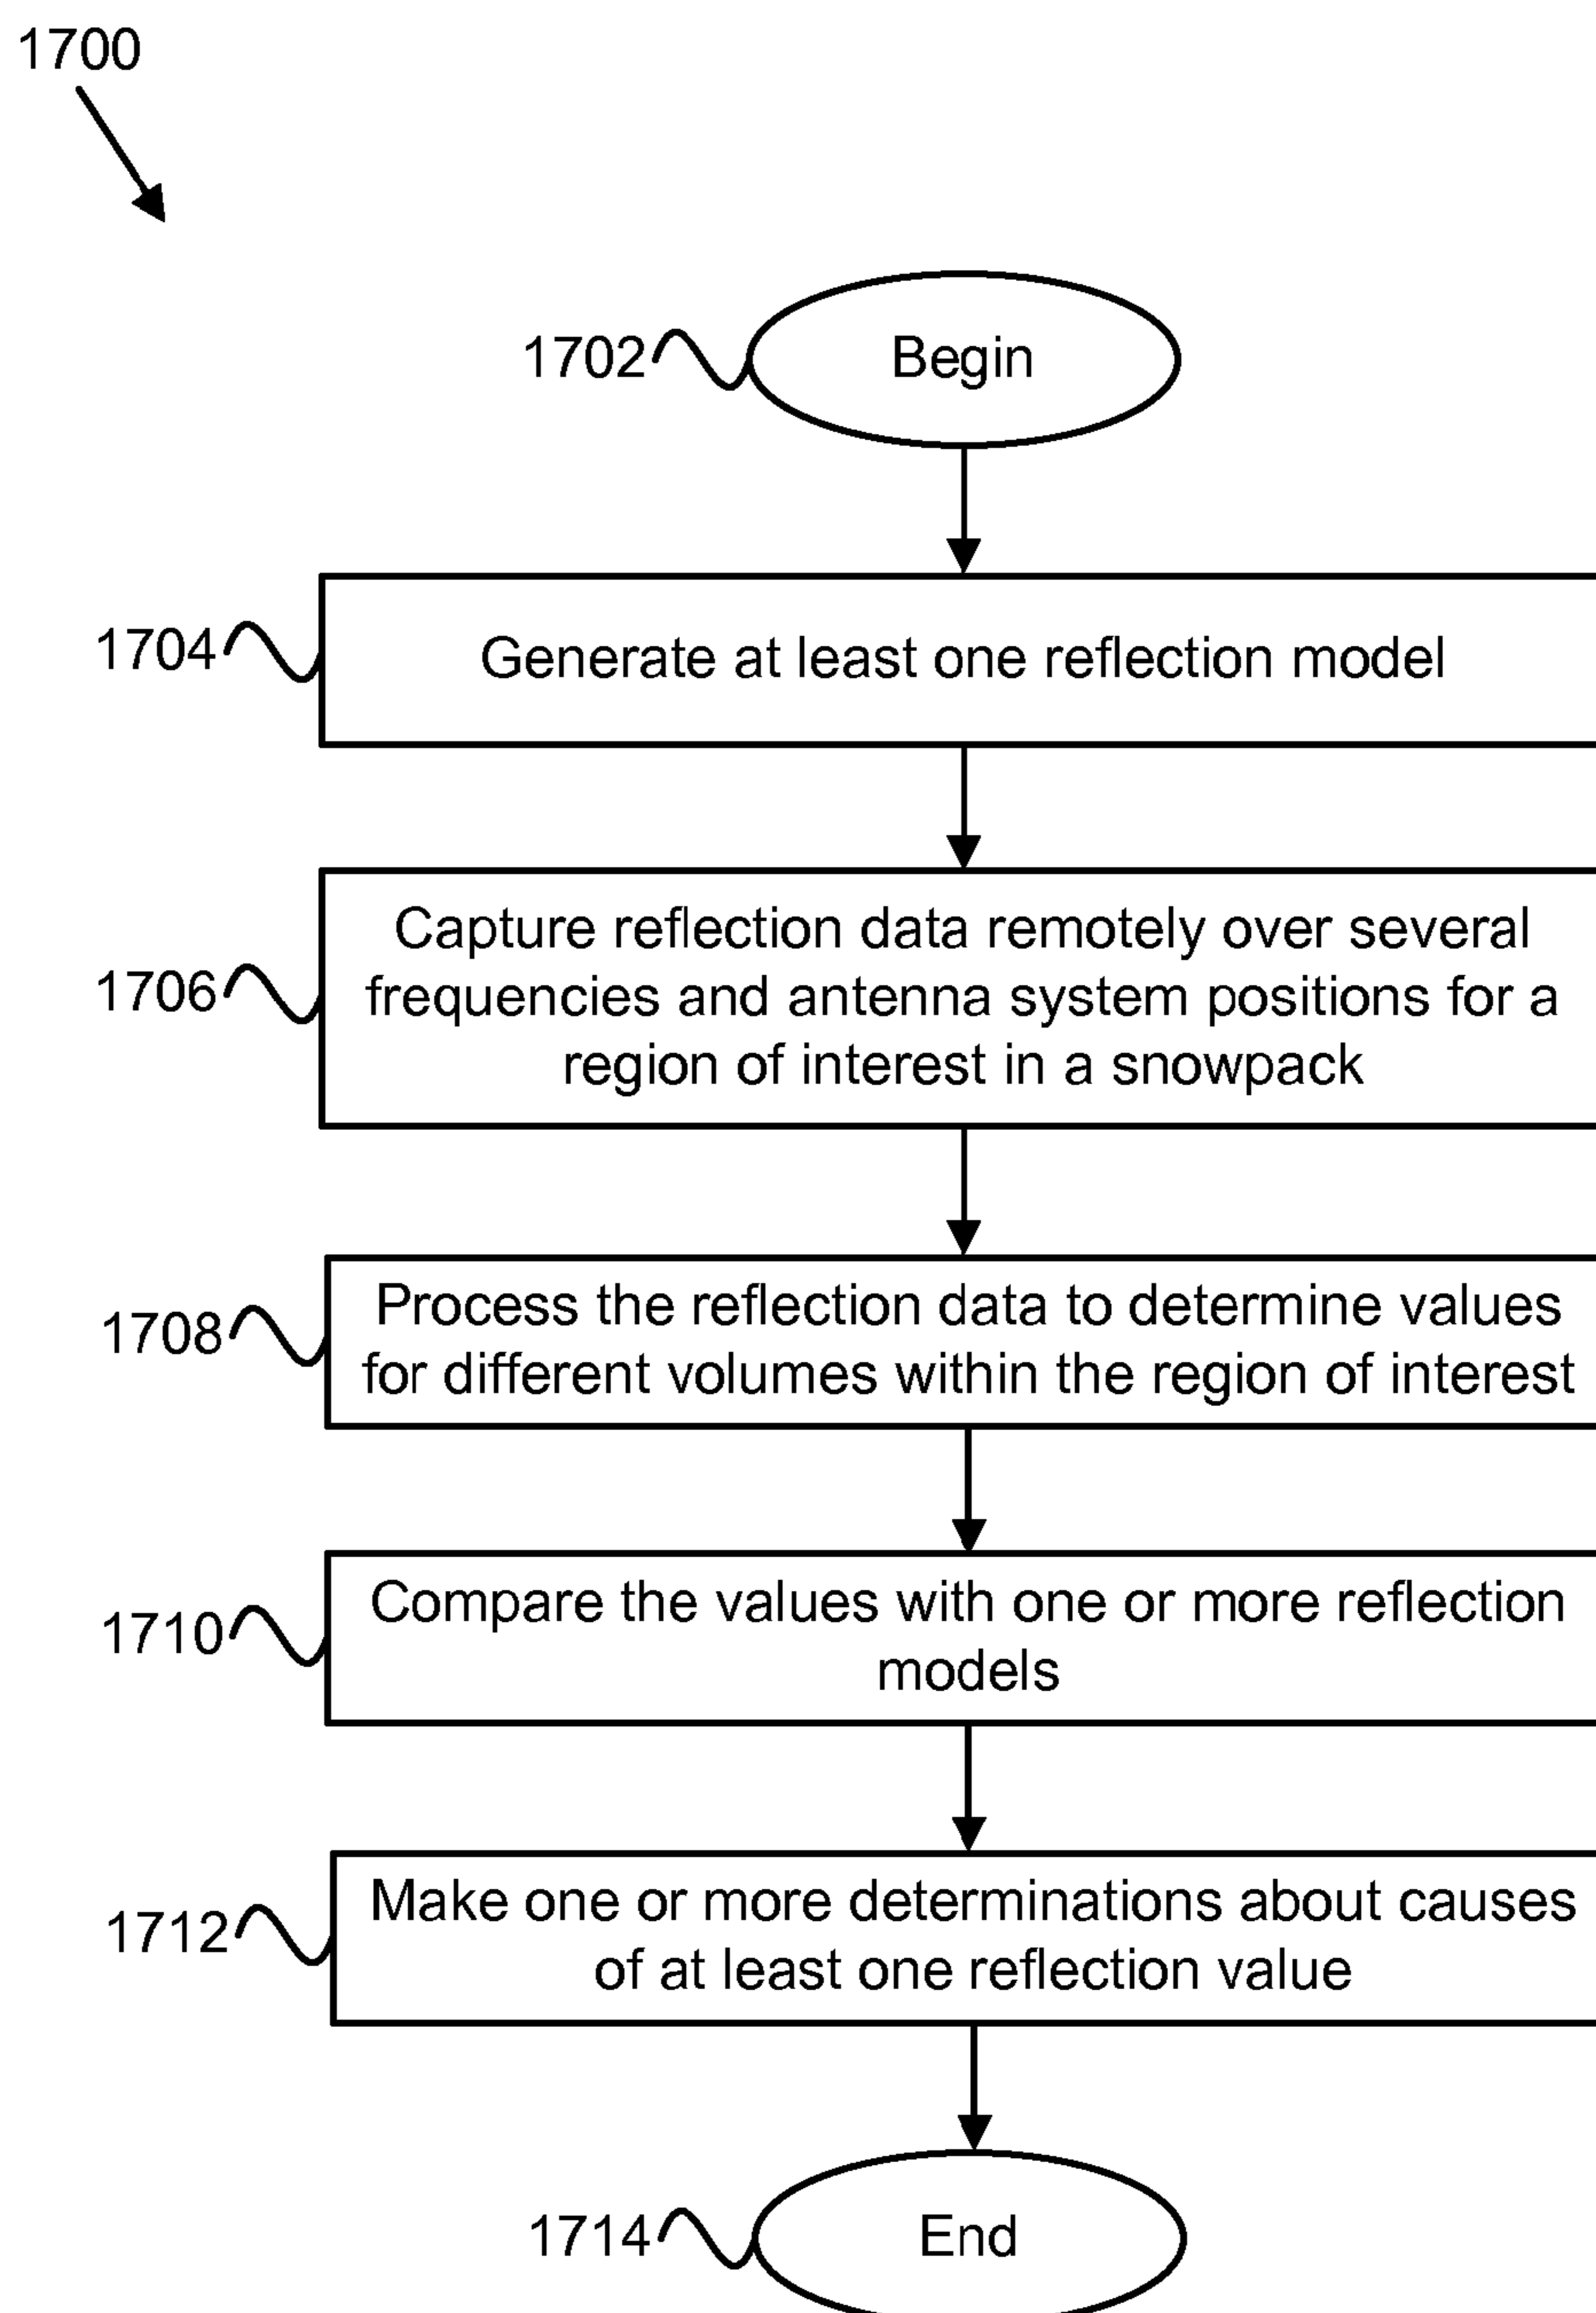 1700
1702
Begin
1704
Generate at least one reflection model
1706
Capture reflection data remotely over several
frequencies and antenna system positions for a
region of interest in a snowpack
1708
Process the reflection data to determine values
for different volumes within the region of interest
1710
Compare the values with one or more reflection
models
1712
Make one or more determinations about causes
of at least one reflection value
1714
End